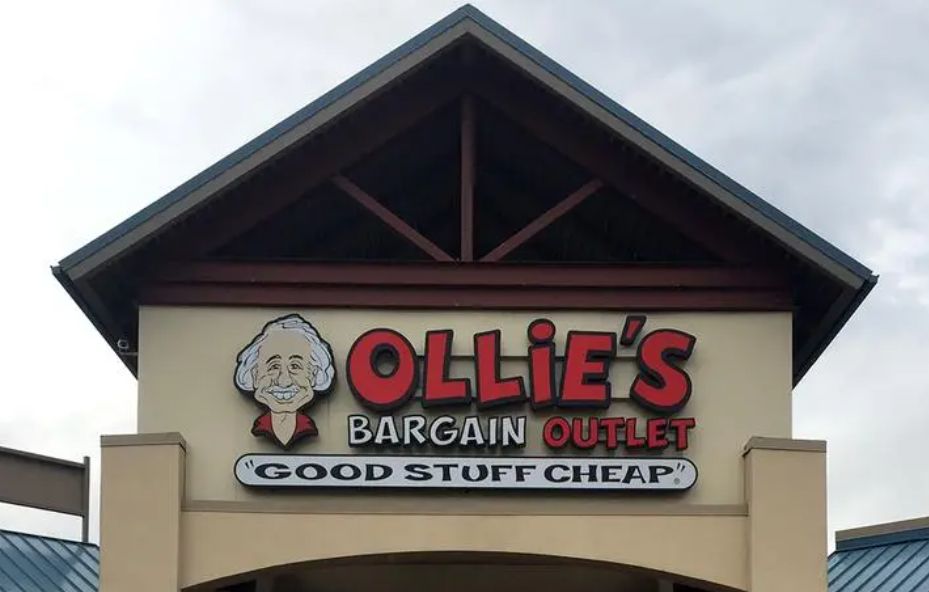 OLLiE'S
BARGAIN OUTLET
"GOOD STUFF CHEAP"®